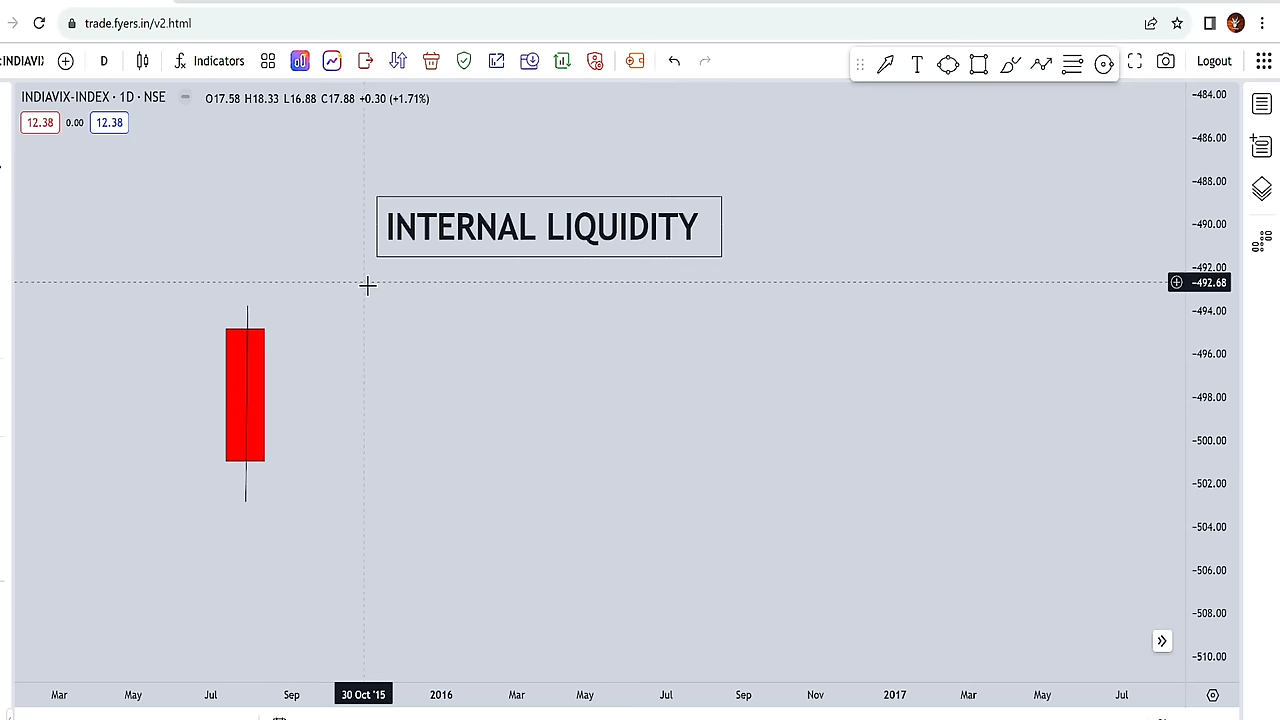 trade.fyers.in/v2.html
:INDIAVIX D Indicators Logout
INDIAVIX-INDEX · 1D · NSE O17.58 H18.33 L16.88 C17.88 +0.30 (+1.71%)
12.38 0.00 12.38
INTERNAL LIQUIDITY
-484.00
-486.00
-488.00
-490.00
-492.00
-492.68
-494.00
-496.00
-498.00
-500.00
-502.00
-504.00
-506.00
-508.00
-510.00
Mar May Jul Sep 30 Oct '15 2016 Mar May Jul Sep Nov 2017 Mar May Jul